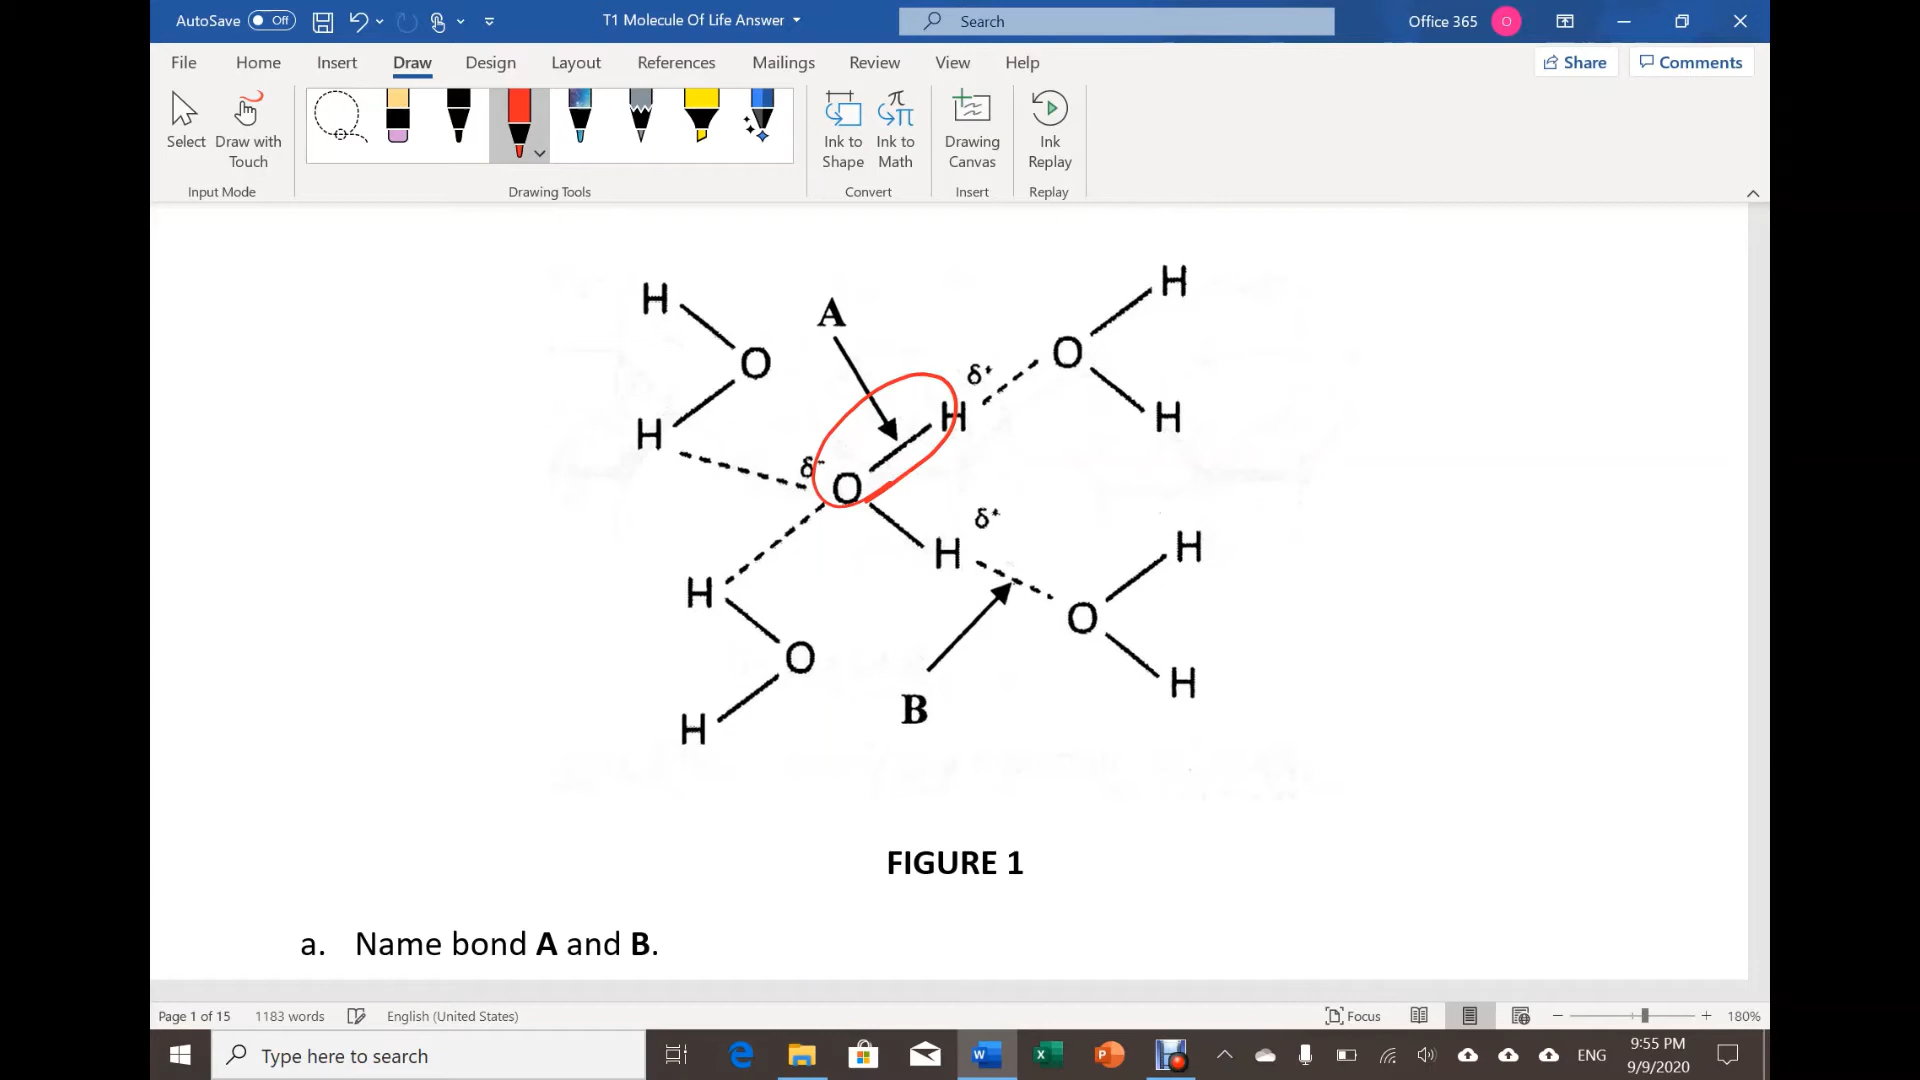 AutoSave Off T1 Molecule Of Life Answer Search Office 365 O
File Home Insert Draw Design Layout References Mailings Review View Help Share Comments
Select Draw with Touch Ink to Shape Ink to Math Drawing Canvas Ink Replay
Input Mode Drawing Tools Convert Insert Replay
H H
A
O O
δ+
H H H
δ-
O
δ+
H H
H
O
O
H
B
H
FIGURE 1
a. Name bond A and B.
Page 1 of 15 1183 words English (United States) Focus 180%
Type here to search ENG 9:55 PM
9/9/2020